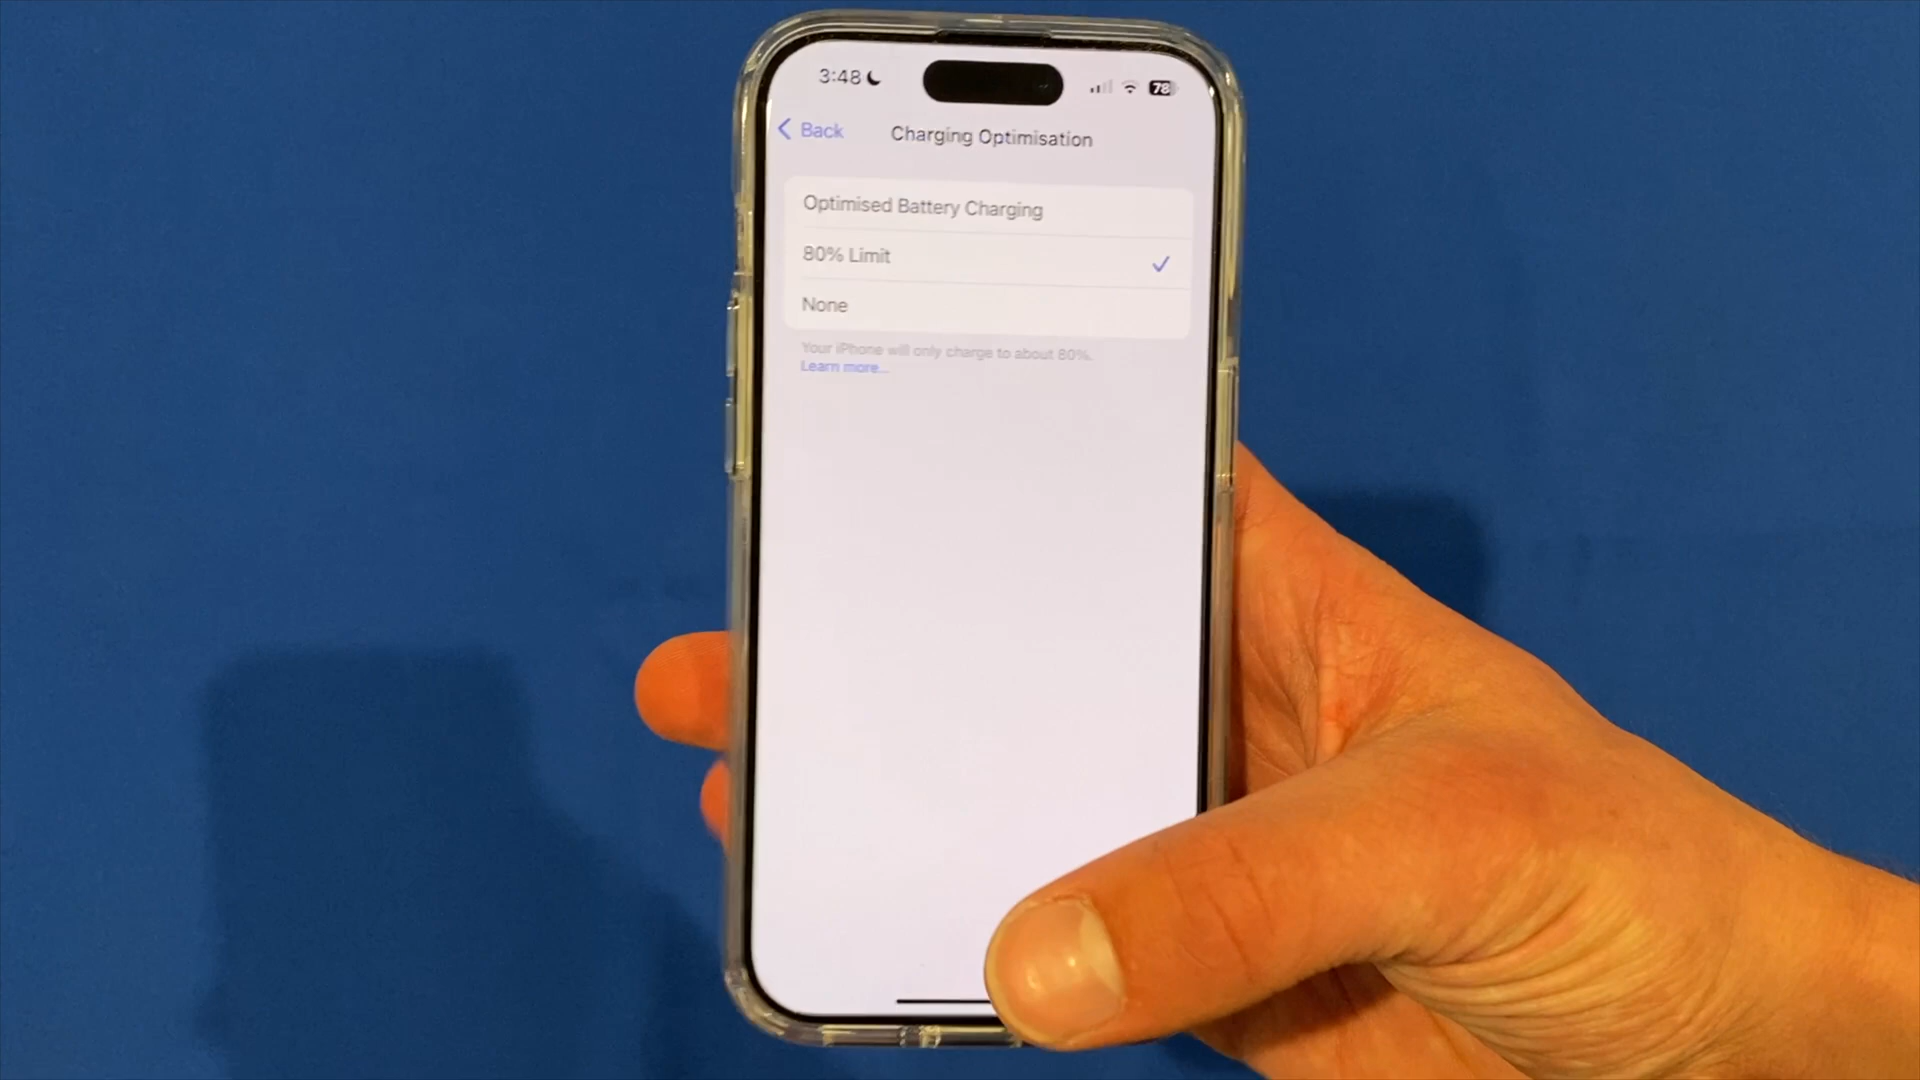 3:48
78
Back
Charging Optimisation
Optimised Battery Charging
80% Limit
None
Your iPhone will only charge to about 80%.
Learn more...